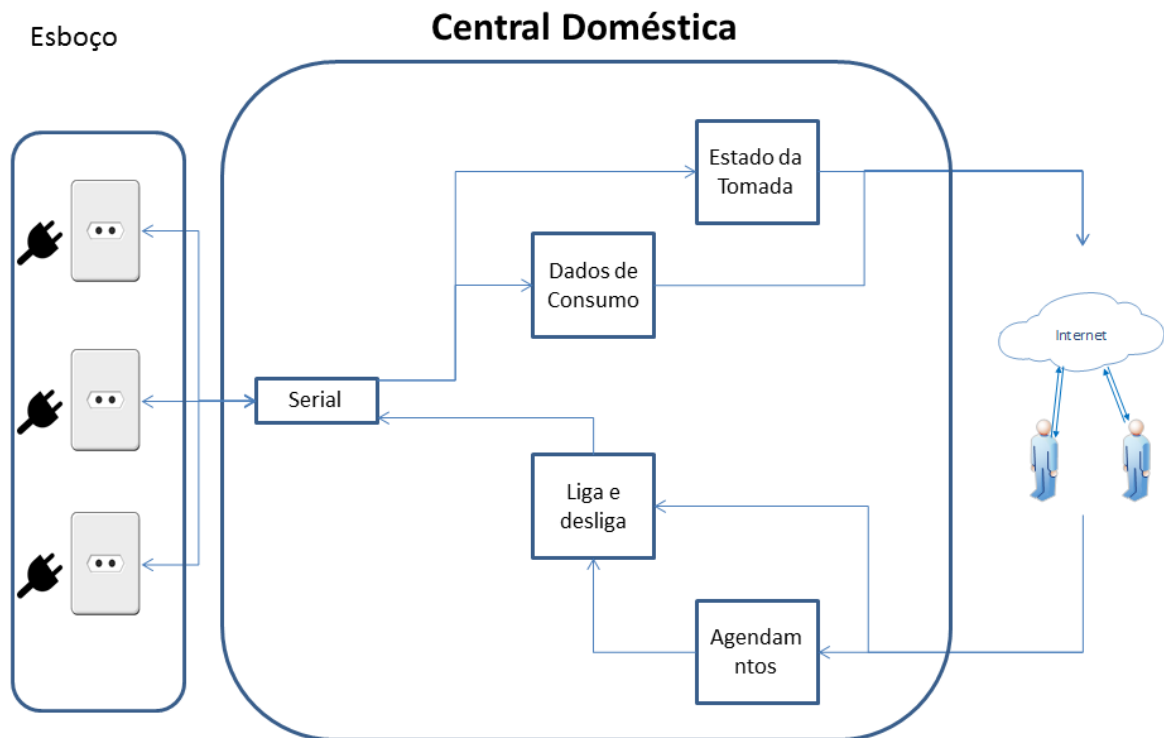 Esboço
Central Doméstica
Estado da
Tomada
Dados de
Consumo
Internet
Serial
Liga e
desliga
Agendam
ntos